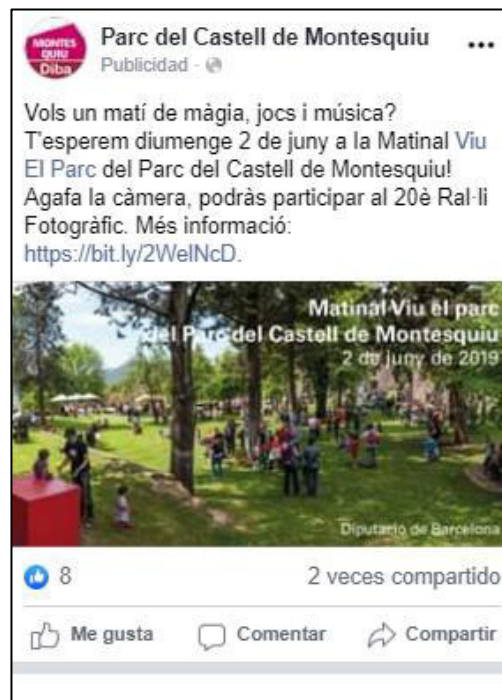 MONTES
QUIU
Diba
Parc del Castell de Montesquiu
Publicidad ·
Vols un matí de màgia, jocs i música?
T'esperem diumenge 2 de juny a la Matinal Viu
El Parc del Parc del Castell de Montesquiu!
Agafa la càmera, podràs participar al 20è Ral·li
Fotogràfic. Més informació:
https://bit.ly/2WelNcD.
Matinal Viu el parc
del Parc del Castell de Montesquiu
2 de juny de 2019
Diputació de Barcelona
8
2 veces compartido
Me gusta
Comentar
Compartir